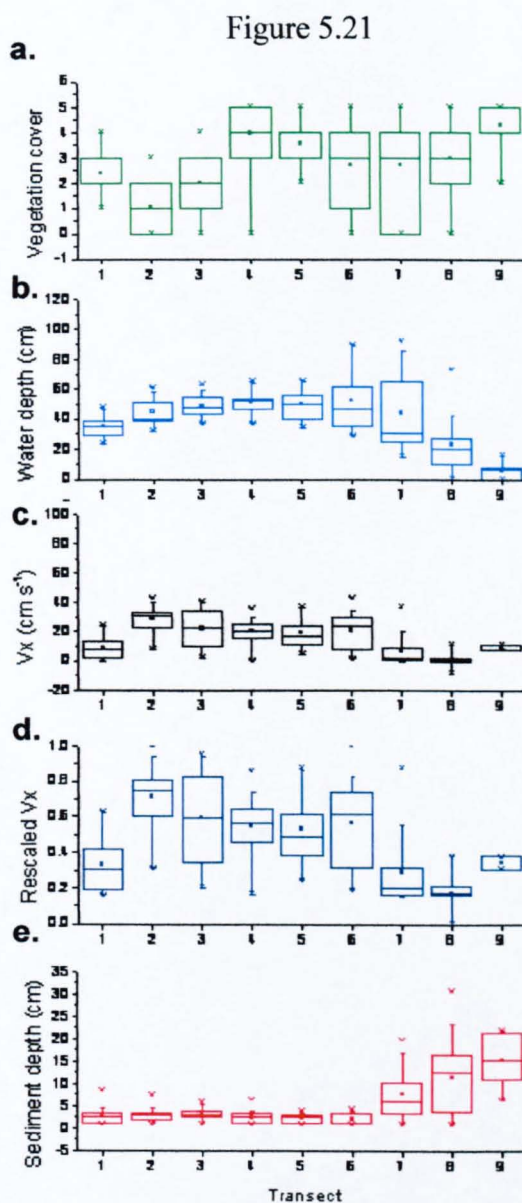 Figure 5.21
a.
Vegetation cover
6
5
4
3
2
1
0
-1
1 2 3 4 5 6 7 8 9
b.
Water depth (cm)
120
100
80
60
40
20
0
1 2 3 4 5 6 7 8 9
c.
Vx (cm s⁻¹)
100
80
60
40
20
0
-20
1 2 3 4 5 6 7 8 9
d.
Rescaled Vx
1.0
0.8
0.6
0.4
0.2
0.0
1 2 3 4 5 6 7 8 9
e.
Sediment depth (cm)
35
30
25
20
15
10
5
0
-5
1 2 3 4 5 6 7 8 9
Transect